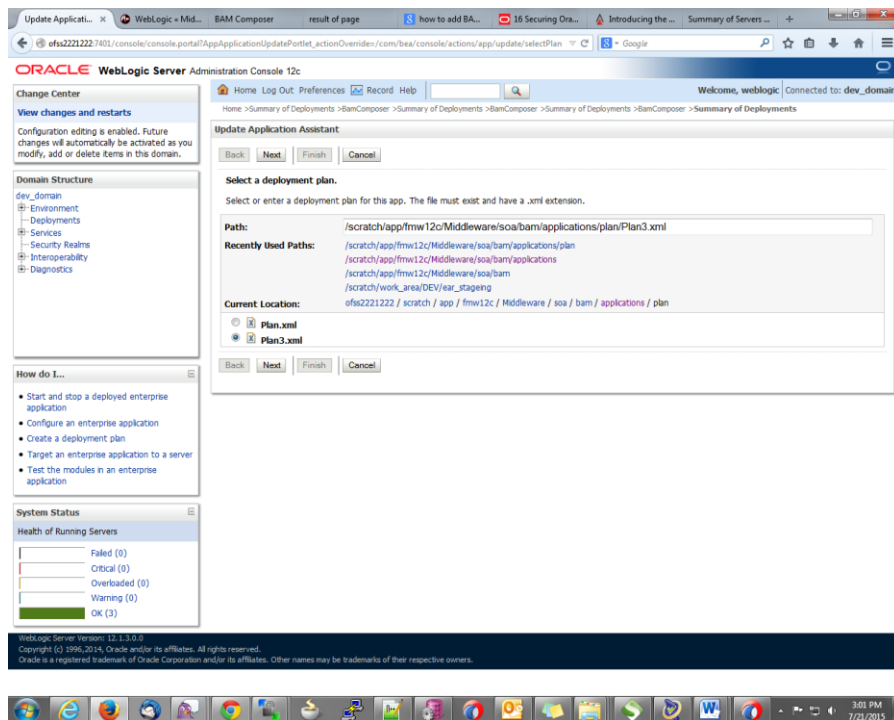 Update Applicati... × WebLogic « Mid... BAM Composer result of page how to add BA... 16 Securing Ora... Introducing the ... Summary of Servers ... +
ofss2221222:7401/console/console.portal?AppApplicationUpdatePortlet_actionOverride=/com/bea/console/actions/app/update/selectPlan Google
ORACLE WebLogic Server Administration Console 12c
Change Center
View changes and restarts
Configuration editing is enabled. Future
changes will automatically be activated as you
modify, add or delete items in this domain.
Domain Structure
dev_domain
Environment
Deployments
Services
Security Realms
Interoperability
Diagnostics
How do I...
Start and stop a deployed enterprise
application
Configure an enterprise application
Create a deployment plan
Target an enterprise application to a server
Test the modules in an enterprise
application
System Status
Health of Running Servers
Failed (0)
Critical (0)
Overloaded (0)
Warning (0)
OK (3)
Home Log Out Preferences Record Help Welcome, weblogic Connected to: dev_domain
Home >Summary of Deployments >BamComposer >Summary of Deployments >BamComposer >Summary of Deployments >BamComposer >Summary of Deployments
Update Application Assistant
Back Next Finish Cancel
Select a deployment plan.
Select or enter a deployment plan for this app. The file must exist and have a .xml extension.
Path: /scratch/app/fmw12c/Middleware/soa/bam/applications/plan/Plan3.xml
Recently Used Paths: /scratch/app/fmw12c/Middleware/soa/bam/applications/plan
/scratch/app/fmw12c/Middleware/soa/bam/applications
/scratch/app/fmw12c/Middleware/soa/bam
/scratch/work_area/DEV/ear_stageing
Current Location: ofss2221222 / scratch / app / fmw12c / Middleware / soa / bam / applications / plan
Plan.xml
Plan3.xml
Back Next Finish Cancel
WebLogic Server Version: 12.1.3.0.0
Copyright (c) 1996,2014, Oracle and/or its affiliates. All rights reserved.
Oracle is a registered trademark of Oracle Corporation and/or its affiliates. Other names may be trademarks of their respective owners.
3:01 PM
7/21/2015